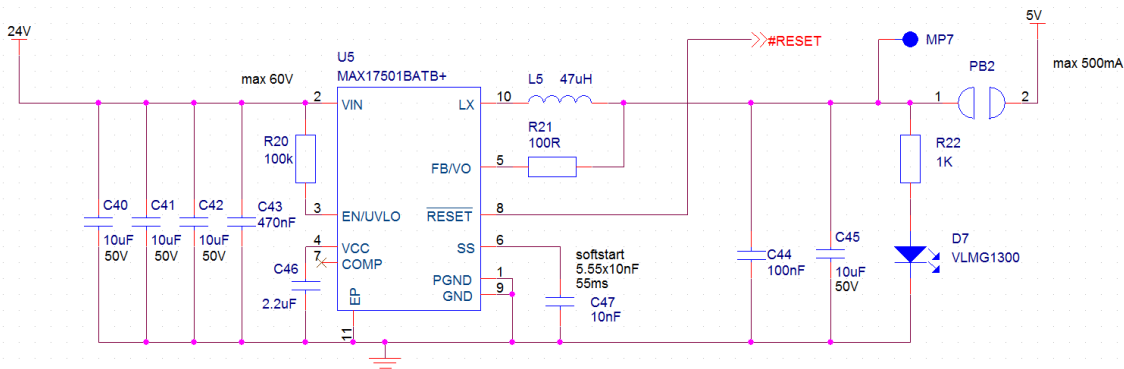 24V
5V
#RESET
MP7
U5
MAX17501BATB+
max 60V
L5 47uH
PB2
max 500mA
2 VIN
LX 10
1 2
R20
100k
R21
100R
R22
1K
FB/VO 5
C40
10uF
50V
C41
10uF
50V
C42
10uF
50V
C43
470nF
3 EN/UVLO
RESET 8
4 VCC
7 COMP
SS 6
C46
2.2uF
PGND 1
GND 9
EP
11
softstart
5.55x10nF
55ms
C47
10nF
C44
100nF
C45
10uF
50V
D7
VLMG1300